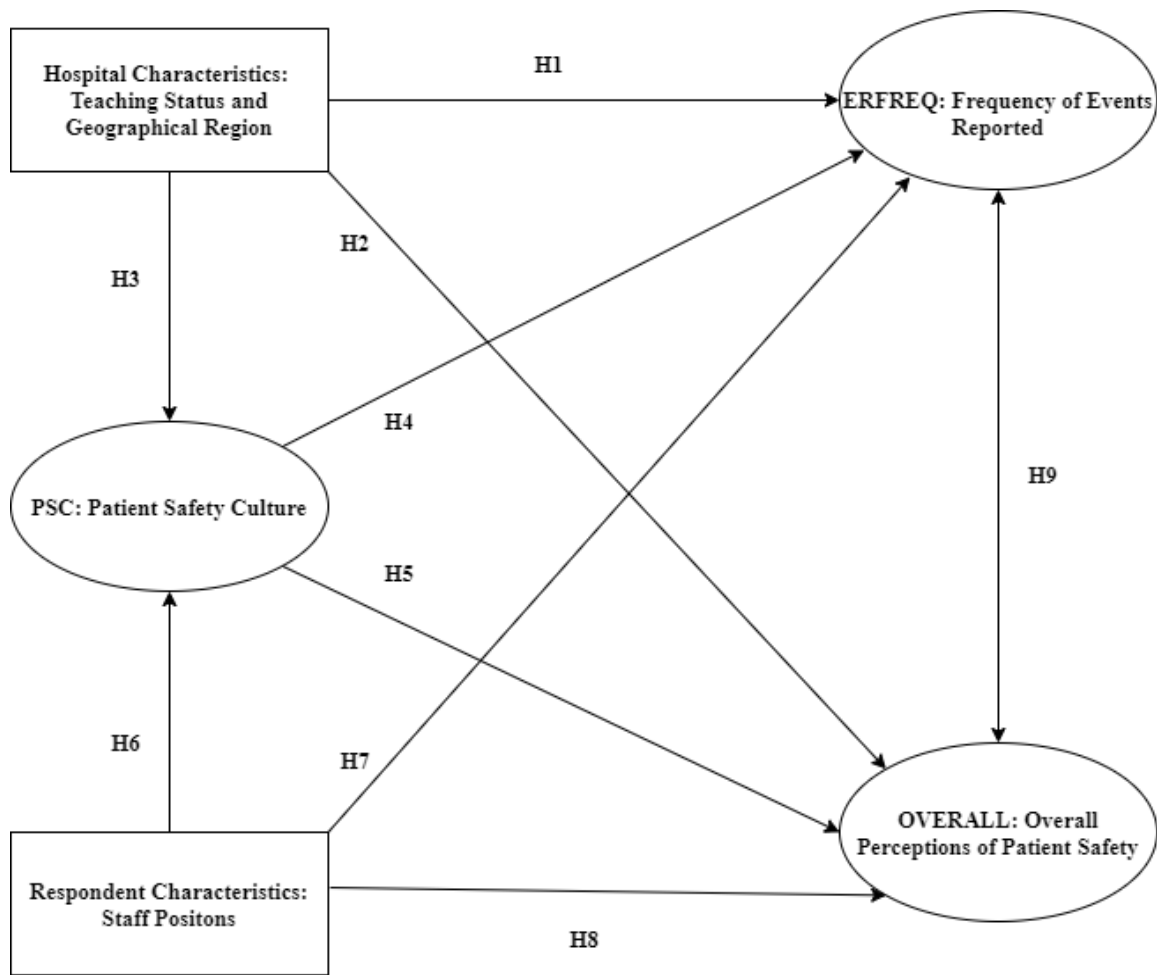 Hospital Characteristics:
Teaching Status and
Geographical Region
H1
ERFREQ: Frequency of Events
Reported
H2
H3
H4
PSC: Patient Safety Culture
H9
H5
H6
H7
OVERALL: Overall
Perceptions of Patient Safety
Respondent Characteristics:
Staff Positons
H8